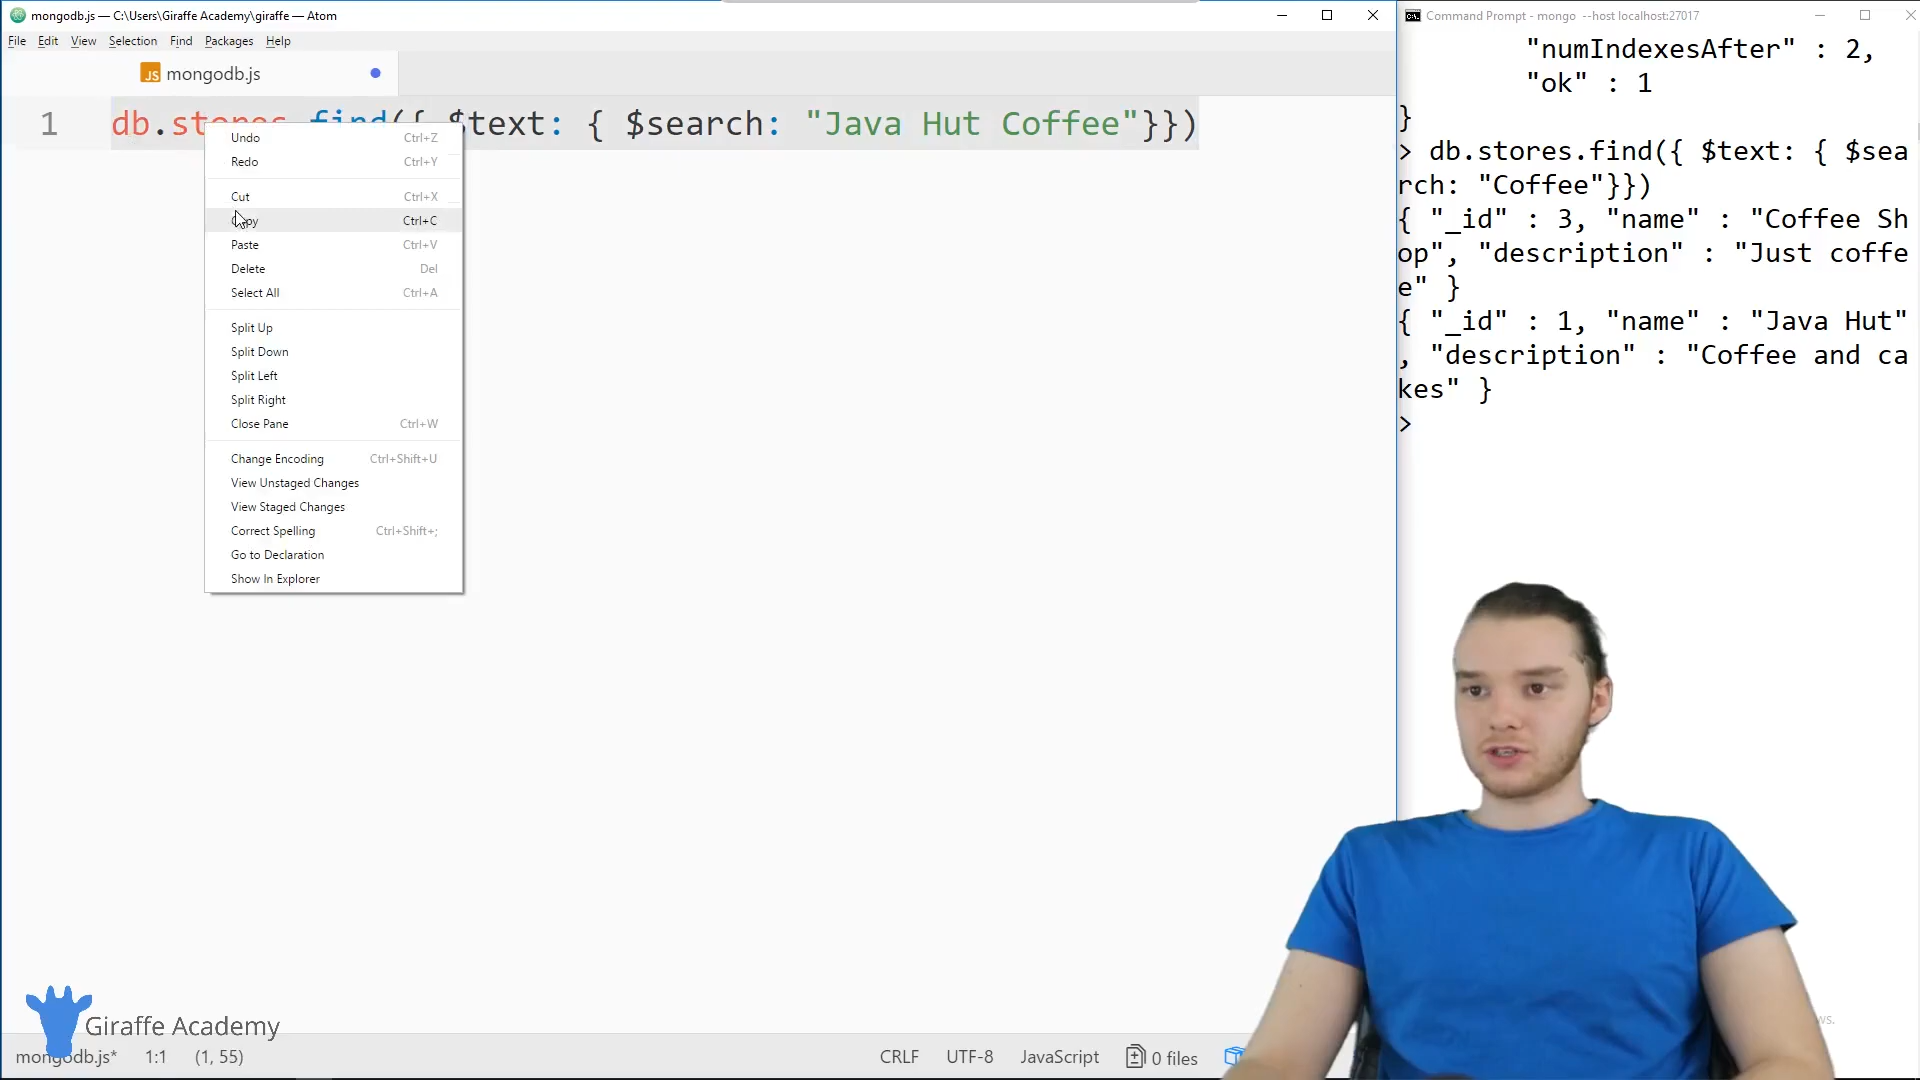 mongodb.js — C:\Users\Giraffe Academy\giraffe — Atom
File Edit View Selection Find Packages Help
JS mongodb.js
1 db.stores.find({ $text: { $search: "Java Hut Coffee"}})
Undo Ctrl+Z
Redo Ctrl+Y
Cut Ctrl+X
Copy Ctrl+C
Paste Ctrl+V
Delete Del
Select All Ctrl+A
Split Up
Split Down
Split Left
Split Right
Close Pane Ctrl+W
Change Encoding Ctrl+Shift+U
View Unstaged Changes
View Staged Changes
Correct Spelling Ctrl+Shift+;
Go to Declaration
Show In Explorer
Giraffe Academy
mongodb.js* 1:1 (1, 55) CRLF UTF-8 JavaScript 0 files
Command Prompt - mongo --host localhost:27017
"numIndexesAfter" : 2,
"ok" : 1
}
> db.stores.find({ $text: { $sea
rch: "Coffee"}})
{ "_id" : 3, "name" : "Coffee Sh
op", "description" : "Just coffe
e" }
{ "_id" : 1, "name" : "Java Hut"
, "description" : "Coffee and ca
kes" }
>